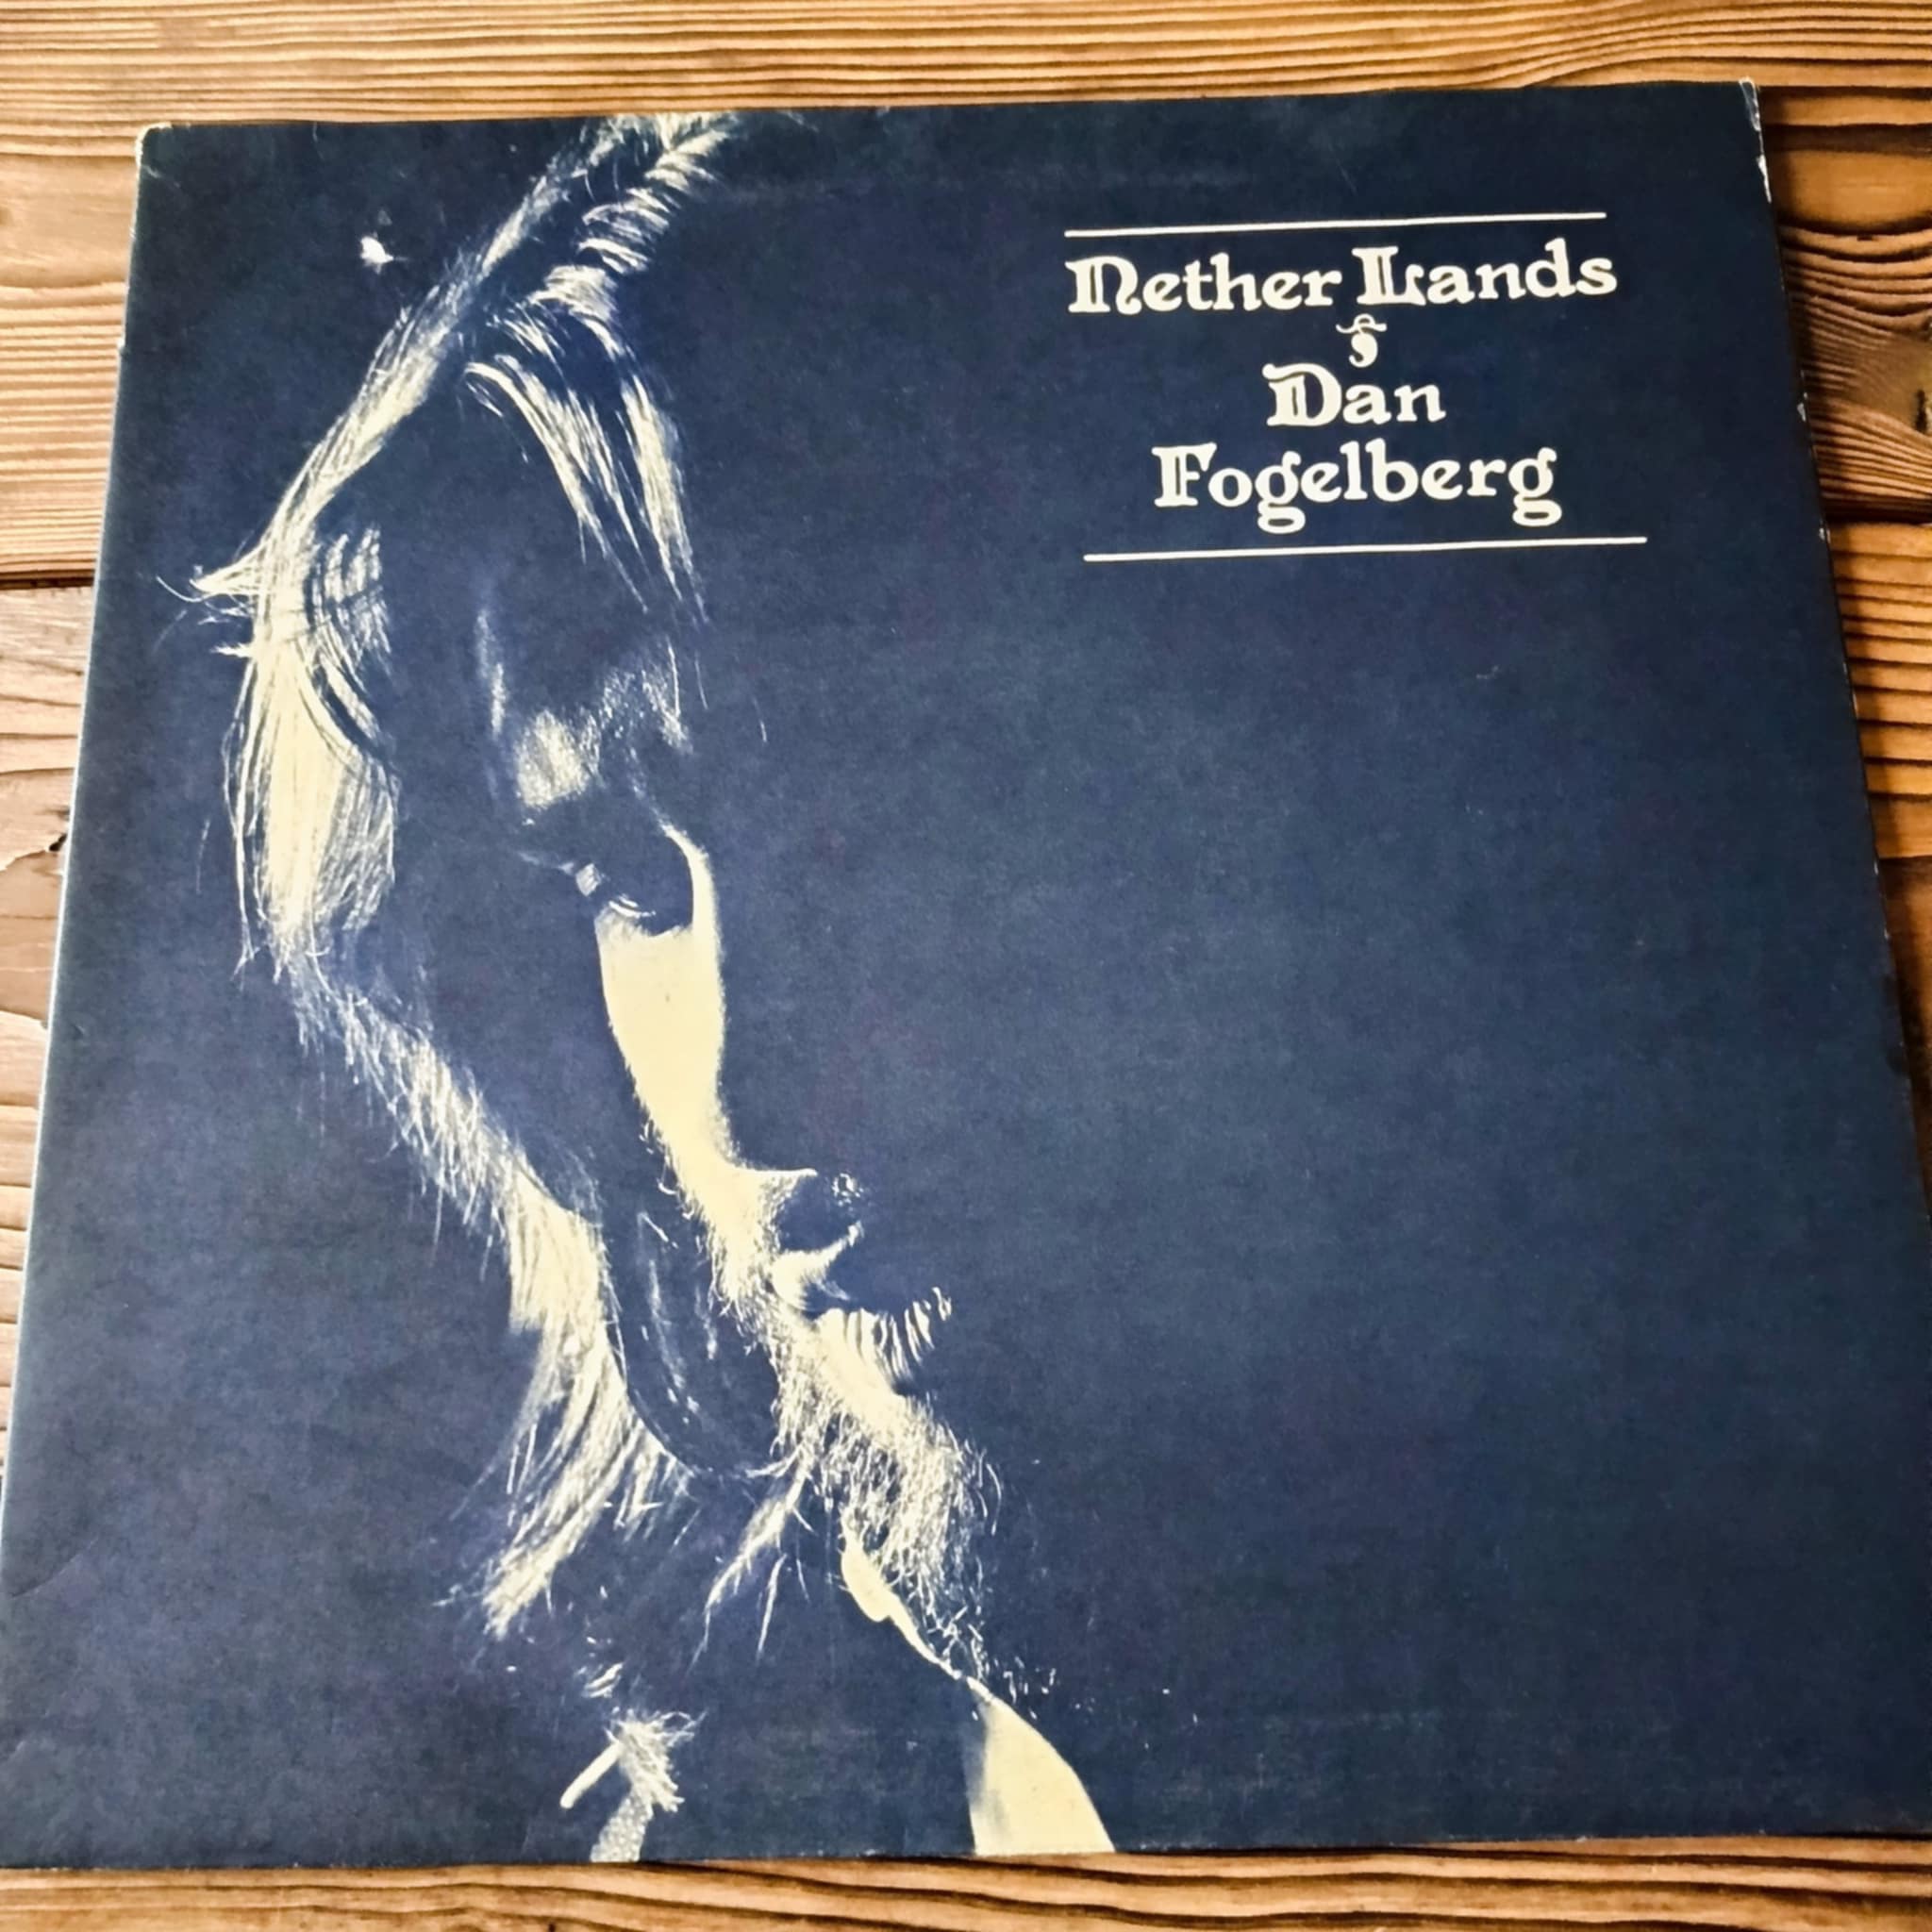 Nether Lands
Dan
Fogelberg